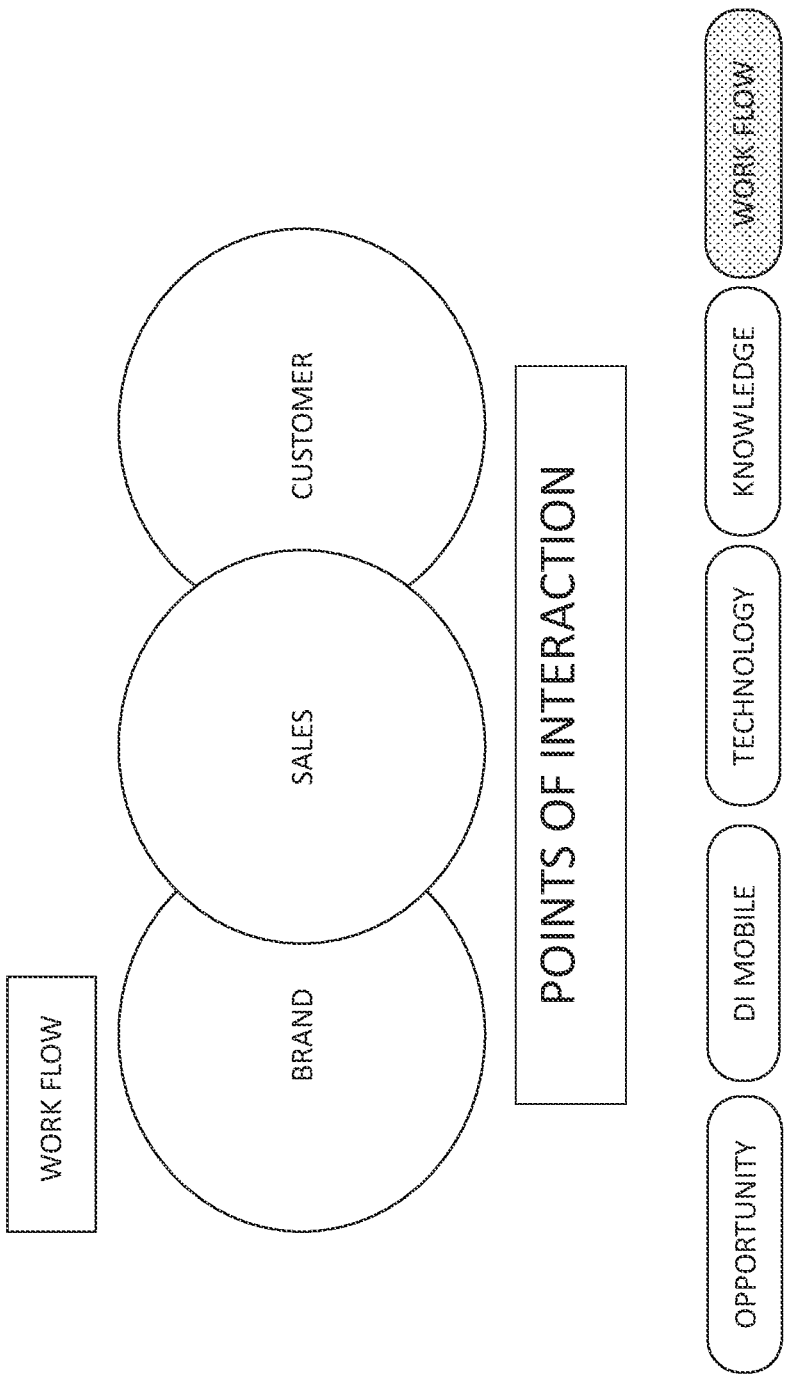 WORK FLOW
BRAND
SALES
CUSTOMER
POINTS OF INTERACTION
OPPORTUNITY
DI MOBILE
TECHNOLOGY
KNOWLEDGE
WORK FLOW